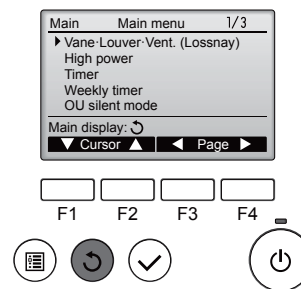 Main Main menu 1/3
Vane·Louver·Vent. (Lossnay)
High power
Timer
Weekly timer
OU silent mode
Main display:
Cursor Page
F1 F2 F3 F4